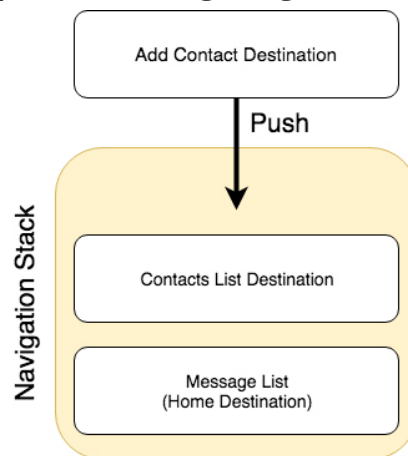 Add Contact Destination
Push
Navigation Stack
Contacts List Destination
Message List
(Home Destination)